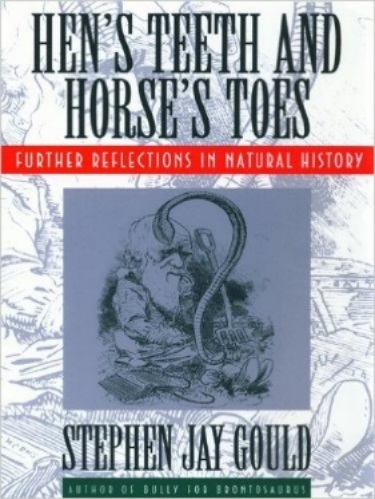 HEN'S TEETH AND
HORSE'S TOES
FURTHER REFLECTIONS IN NATURAL HISTORY
STEPHEN JAY GOULD
AUTHOR OF BULLY FOR BRONTOSAURUS